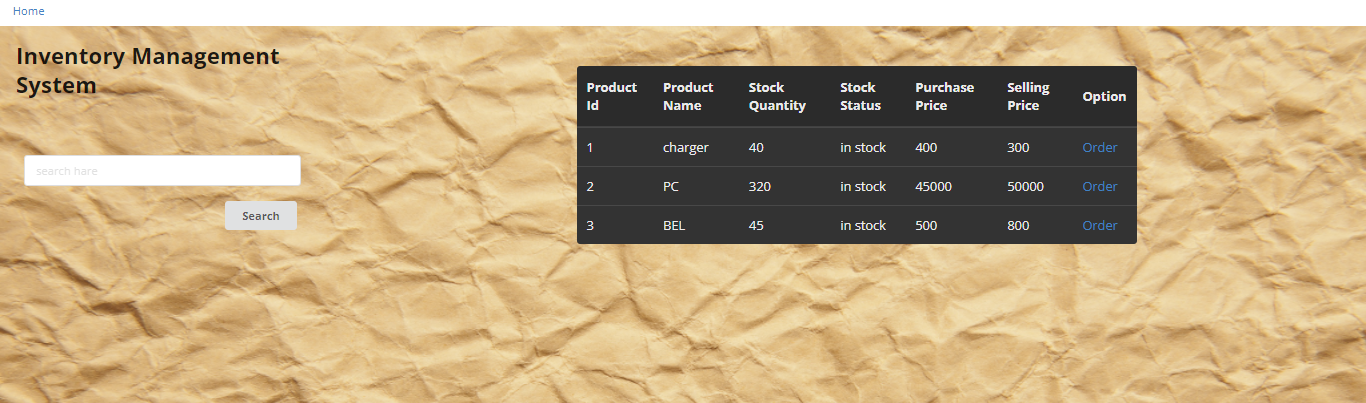 Home
Inventory Management
System
search hare
Search
Product Id Product Name Stock Quantity Stock Status Purchase Price Selling Price Option
1 charger 40 in stock 400 300 Order
2 PC 320 in stock 45000 50000 Order
3 BEL 45 in stock 500 800 Order